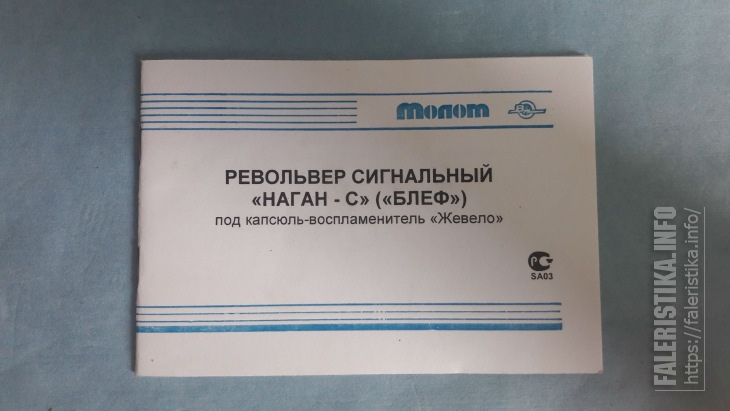 Молот
РЕВОЛЬВЕР СИГНАЛЬНЫЙ
«НАГАН - С» («БЛЕФ»)
под капсюль-воспламенитель «Жевело»
SA03
FALERISTIKA.INFO
https://faleristika.info/